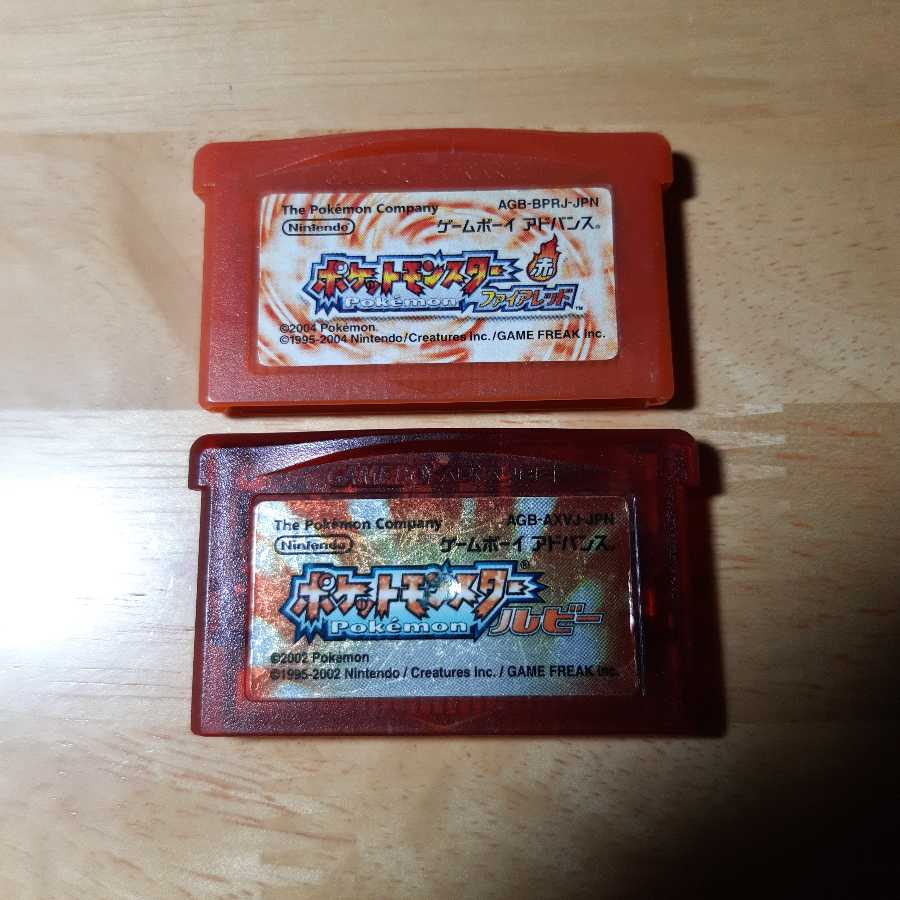 The Pokémon Company
AGB-BPRJ-JPN
Nintendo
ゲームボーイ アドバンス®
ポケットモンスター
赤
Pokémon
ファイアレッド™
©2004 Pokémon
©1995-2004 Nintendo/Creatures Inc./GAME FREAK Inc.
GAME BOY ADVANCE
The Pokémon Company
AGB-AXVJ-JPN
Nintendo
ゲームボーイ アドバンス®
ポケットモンスター®
Pokémon
ルビー
©2002 Pokémon
©1995-2002 Nintendo/Creatures Inc./GAME FREAK inc.